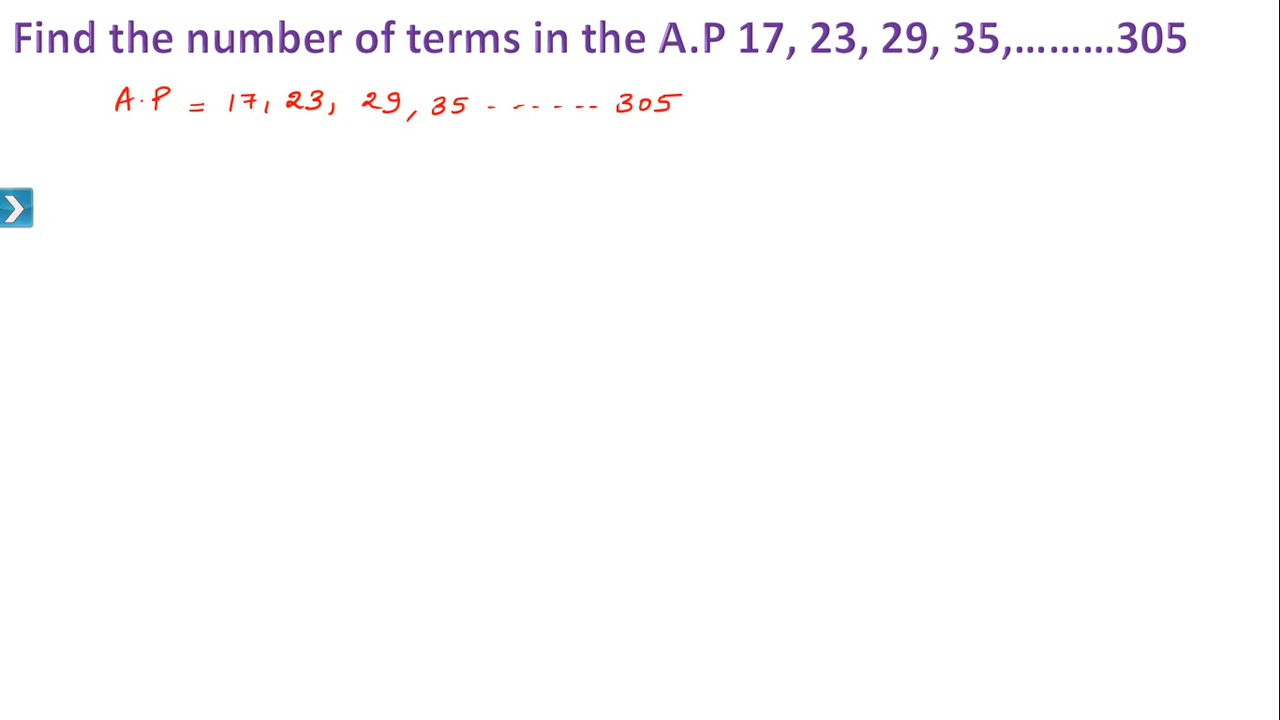 Find the number of terms in the A.P 17, 23, 29, 35,………305
A.P = 17, 23, 29, 35 ------- 305